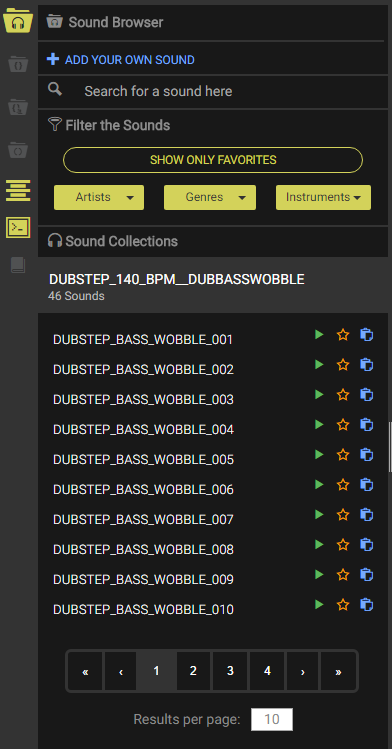 Sound Browser
ADD YOUR OWN SOUND
Search for a sound here
Filter the Sounds
SHOW ONLY FAVORITES
Artists Genres Instruments
Sound Collections
DUBSTEP_140_BPM__DUBBASSWOBBLE
46 Sounds
DUBSTEP_BASS_WOBBLE_001
DUBSTEP_BASS_WOBBLE_002
DUBSTEP_BASS_WOBBLE_003
DUBSTEP_BASS_WOBBLE_004
DUBSTEP_BASS_WOBBLE_005
DUBSTEP_BASS_WOBBLE_006
DUBSTEP_BASS_WOBBLE_007
DUBSTEP_BASS_WOBBLE_008
DUBSTEP_BASS_WOBBLE_009
DUBSTEP_BASS_WOBBLE_010
« ‹ 1 2 3 4 › »
Results per page: 10